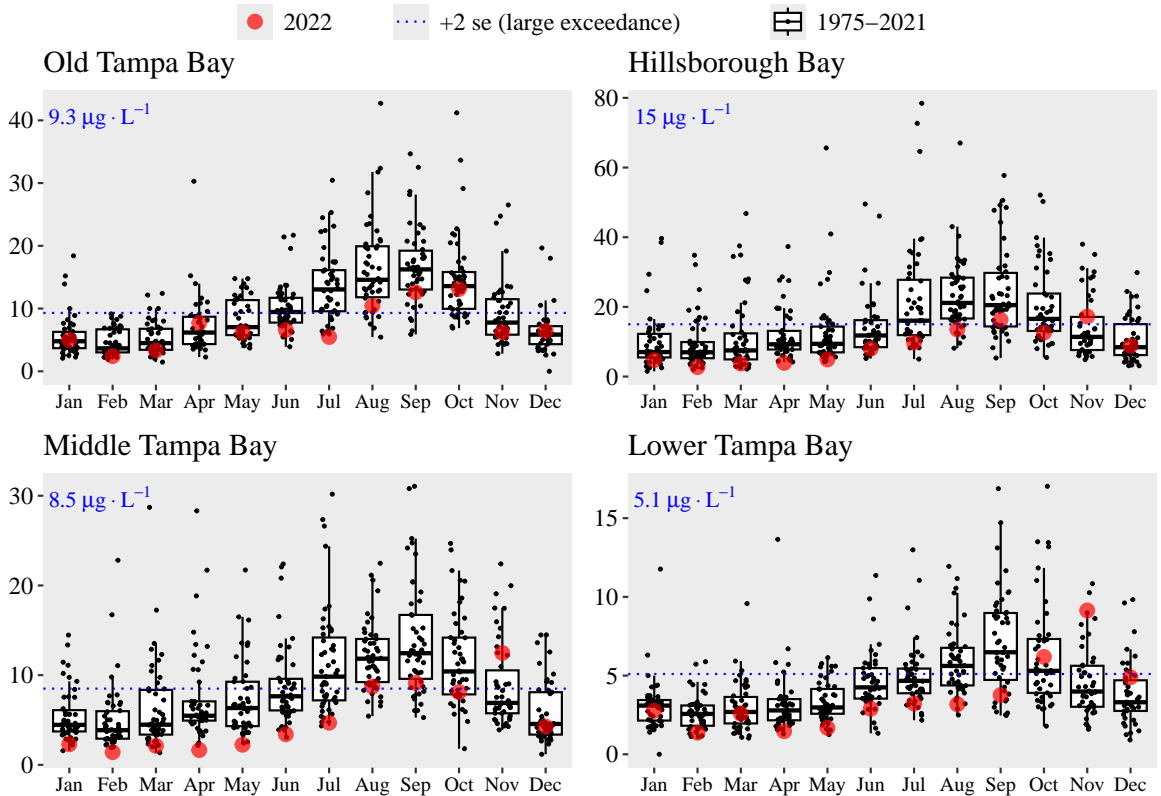 2022 +2 se (large exceedance) 1975−2021
Old Tampa Bay
9.3 μg · L⁻¹
40
30
20
10
0
Jan Feb Mar Apr May Jun Jul Aug Sep Oct Nov Dec
Hillsborough Bay
15 μg · L⁻¹
80
60
40
20
0
Jan Feb Mar Apr May Jun Jul Aug Sep Oct Nov Dec
Middle Tampa Bay
8.5 μg · L⁻¹
30
20
10
0
Jan Feb Mar Apr May Jun Jul Aug Sep Oct Nov Dec
Lower Tampa Bay
5.1 μg · L⁻¹
15
10
5
0
Jan Feb Mar Apr May Jun Jul Aug Sep Oct Nov Dec